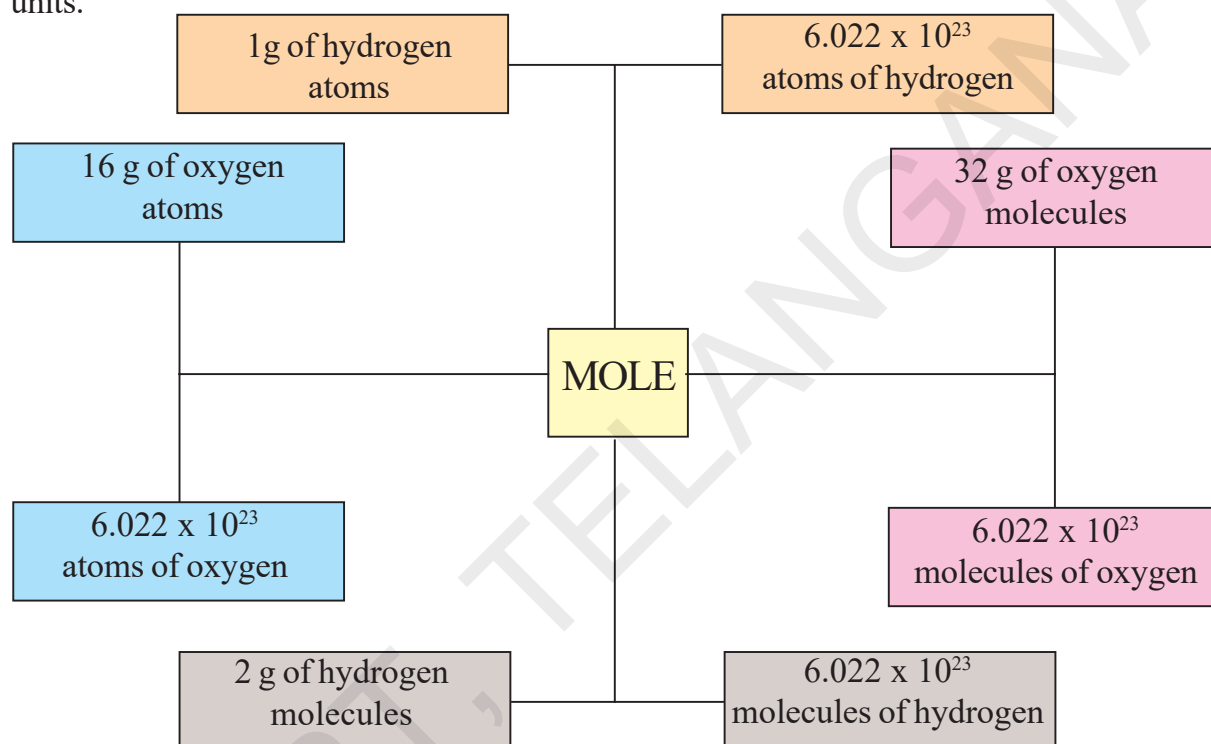 units.
1g of hydrogen
atoms
6.022 x 10²³
atoms of hydrogen
16 g of oxygen
atoms
32 g of oxygen
molecules
MOLE
6.022 x 10²³
atoms of oxygen
6.022 x 10²³
molecules of oxygen
2 g of hydrogen
molecules
6.022 x 10²³
molecules of hydrogen
RT, TELANGANA